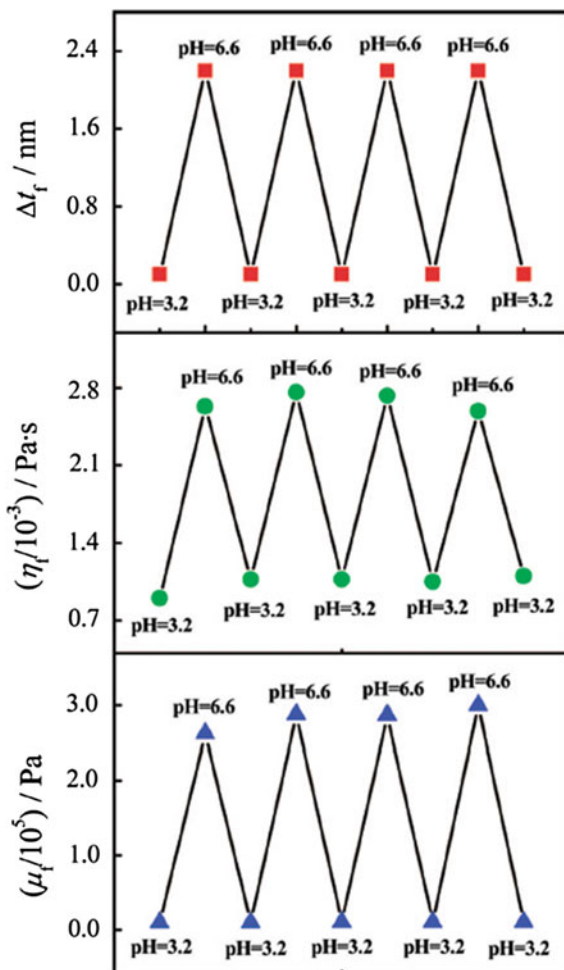 pH=6.6 pH=6.6 pH=6.6 pH=6.6
2.4
1.6
0.8
0.0
Δt_f / nm
pH=3.2 pH=3.2 pH=3.2 pH=3.2 pH=3.2
pH=6.6 pH=6.6 pH=6.6 pH=6.6
2.8
2.1
1.4
0.7
(η_f/10⁻³) / Pa·s
pH=3.2 pH=3.2 pH=3.2 pH=3.2 pH=3.2
pH=6.6 pH=6.6 pH=6.6 pH=6.6
3.0
2.0
1.0
0.0
(μ_f/10⁵) / Pa
pH=3.2 pH=3.2 pH=3.2 pH=3.2 pH=3.2